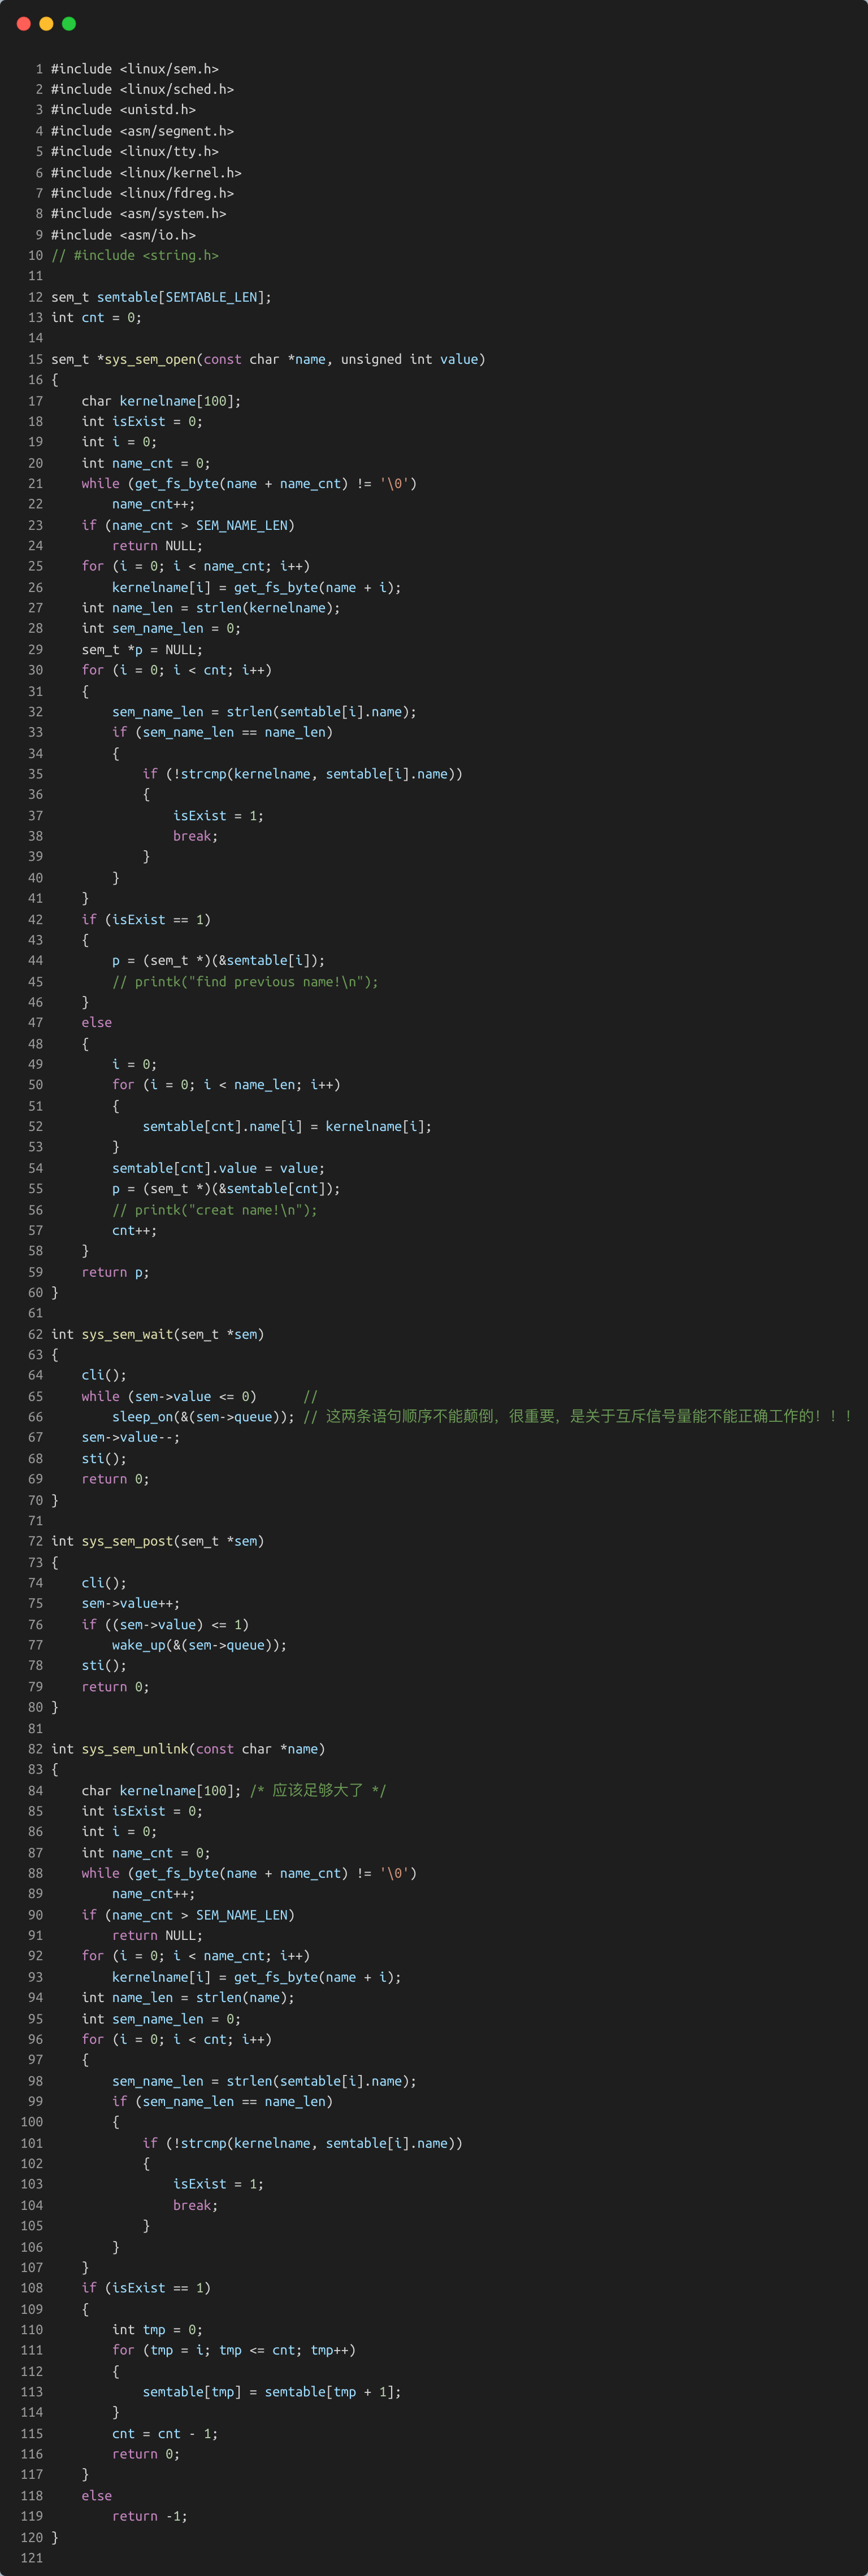 1 #include <linux/sem.h>
2 #include <linux/sched.h>
3 #include <unistd.h>
4 #include <asm/segment.h>
5 #include <linux/tty.h>
6 #include <linux/kernel.h>
7 #include <linux/fdreg.h>
8 #include <asm/system.h>
9 #include <asm/io.h>
10 // #include <string.h>
11
12 sem_t semtable[SEMTABLE_LEN];
13 int cnt = 0;
14
15 sem_t *sys_sem_open(const char *name, unsigned int value)
16 {
17     char kernelname[100];
18     int isExist = 0;
19     int i = 0;
20     int name_cnt = 0;
21     while (get_fs_byte(name + name_cnt) != '\0')
22         name_cnt++;
23     if (name_cnt > SEM_NAME_LEN)
24         return NULL;
25     for (i = 0; i < name_cnt; i++)
26         kernelname[i] = get_fs_byte(name + i);
27     int name_len = strlen(kernelname);
28     int sem_name_len = 0;
29     sem_t *p = NULL;
30     for (i = 0; i < cnt; i++)
31     {
32         sem_name_len = strlen(semtable[i].name);
33         if (sem_name_len == name_len)
34         {
35             if (!strcmp(kernelname, semtable[i].name))
36             {
37                 isExist = 1;
38                 break;
39             }
40         }
41     }
42     if (isExist == 1)
43     {
44         p = (sem_t *)(&semtable[i]);
45         // printk("find previous name!\n");
46     }
47     else
48     {
49         i = 0;
50         for (i = 0; i < name_len; i++)
51         {
52             semtable[cnt].name[i] = kernelname[i];
53         }
54         semtable[cnt].value = value;
55         p = (sem_t *)(&semtable[cnt]);
56         // printk("creat name!\n");
57         cnt++;
58     }
59     return p;
60 }
61
62 int sys_sem_wait(sem_t *sem)
63 {
64     cli();
65     while (sem->value <= 0)      //
66         sleep_on(&(sem->queue)); // 这两条语句顺序不能颠倒，很重要，是关于互斥信号量能不能正确工作的！！！
67     sem->value--;
68     sti();
69     return 0;
70 }
71
72 int sys_sem_post(sem_t *sem)
73 {
74     cli();
75     sem->value++;
76     if ((sem->value) <= 1)
77         wake_up(&(sem->queue));
78     sti();
79     return 0;
80 }
81
82 int sys_sem_unlink(const char *name)
83 {
84     char kernelname[100]; /* 应该足够大了 */
85     int isExist = 0;
86     int i = 0;
87     int name_cnt = 0;
88     while (get_fs_byte(name + name_cnt) != '\0')
89         name_cnt++;
90     if (name_cnt > SEM_NAME_LEN)
91         return NULL;
92     for (i = 0; i < name_cnt; i++)
93         kernelname[i] = get_fs_byte(name + i);
94     int name_len = strlen(name);
95     int sem_name_len = 0;
96     for (i = 0; i < cnt; i++)
97     {
98         sem_name_len = strlen(semtable[i].name);
99         if (sem_name_len == name_len)
100         {
101             if (!strcmp(kernelname, semtable[i].name))
102             {
103                 isExist = 1;
104                 break;
105             }
106         }
107     }
108     if (isExist == 1)
109     {
110         int tmp = 0;
111         for (tmp = i; tmp <= cnt; tmp++)
112         {
113             semtable[tmp] = semtable[tmp + 1];
114         }
115         cnt = cnt - 1;
116         return 0;
117     }
118     else
119         return -1;
120 }
121